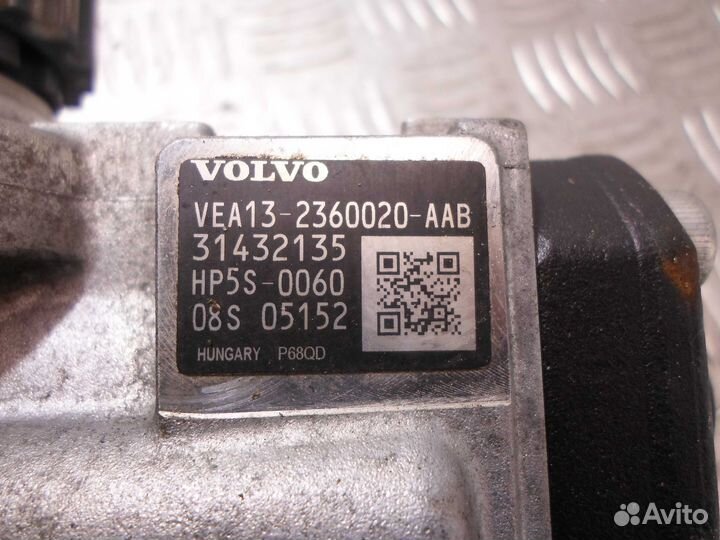 VOLVO
VEA13-2360020-AAB
31432135
HP5S-0060
08S 05152
HUNGARY P68QD
Avito